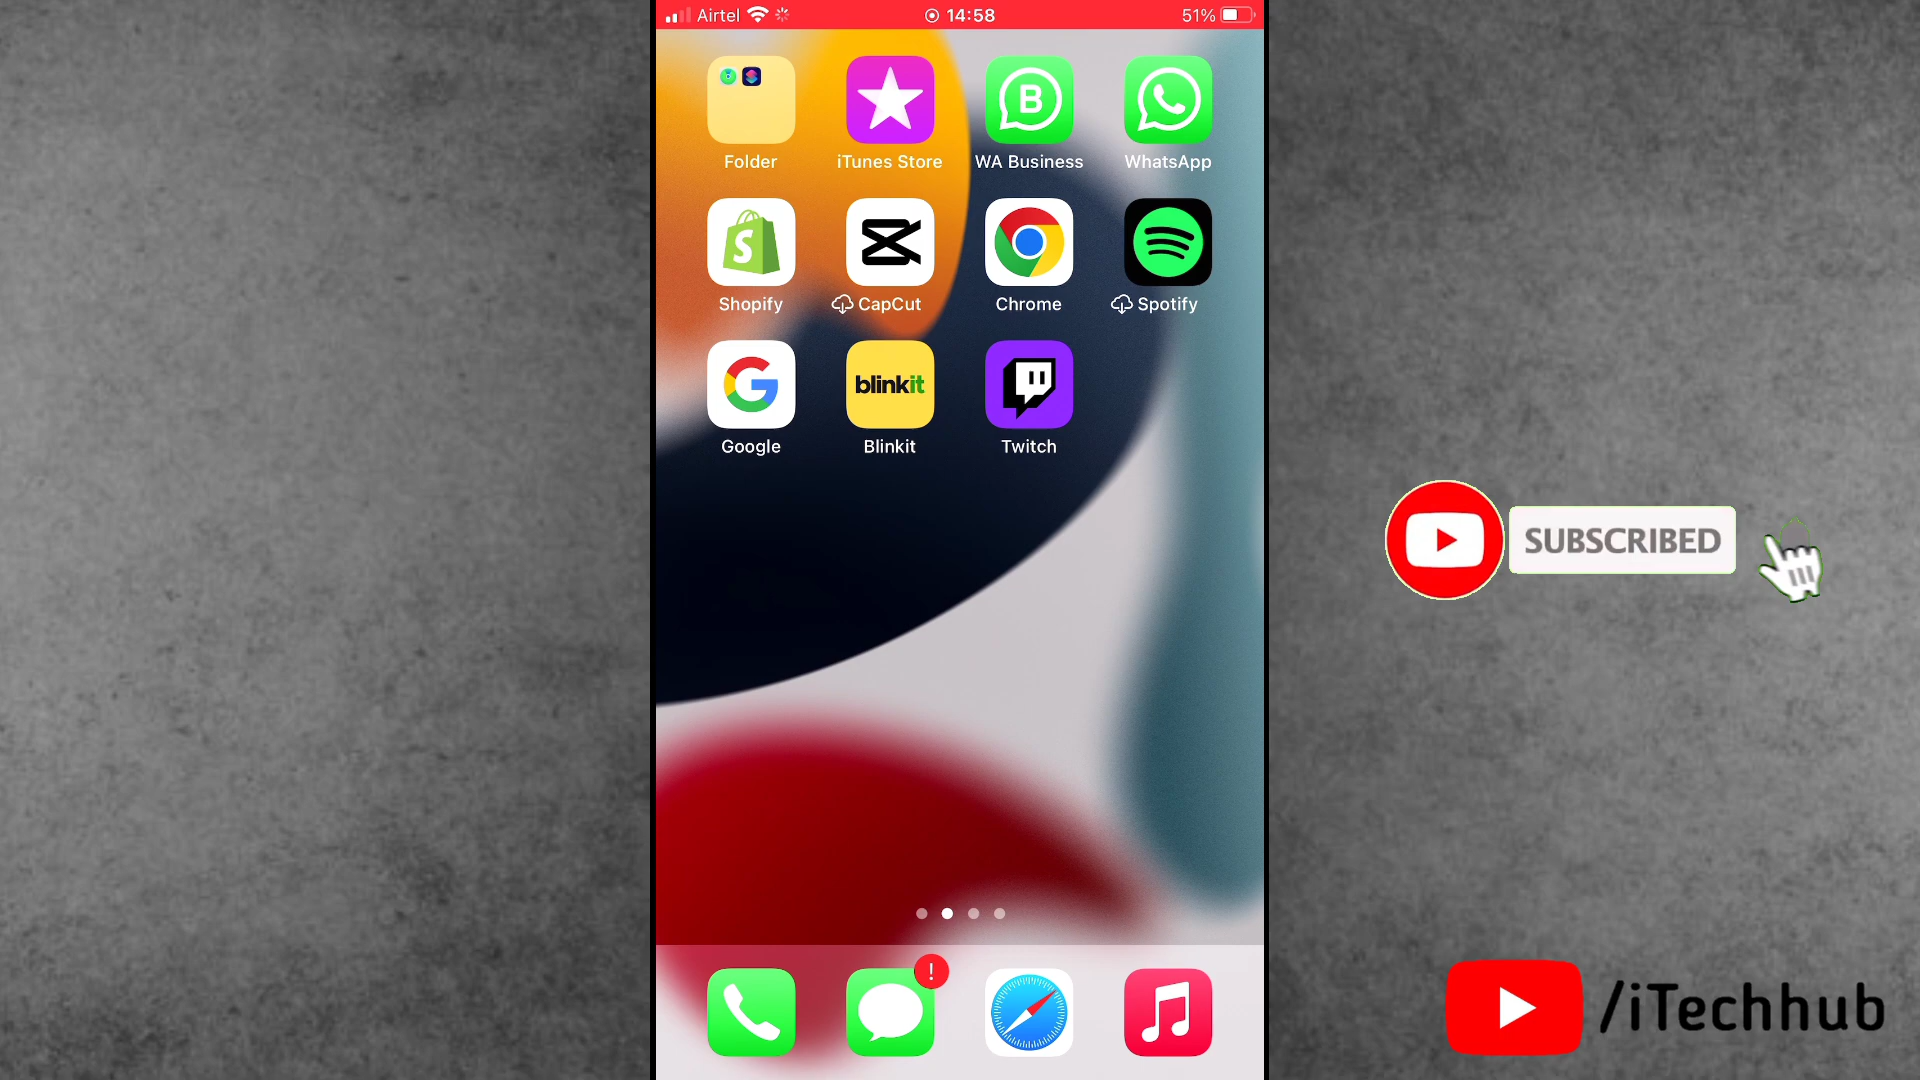 Airtel 14:58 51%
Folder iTunes Store WA Business WhatsApp
B
S
Shopify CapCut Chrome Spotify
blinkit
Google Blinkit Twitch
SUBSCRIBED
!
/iTechhub